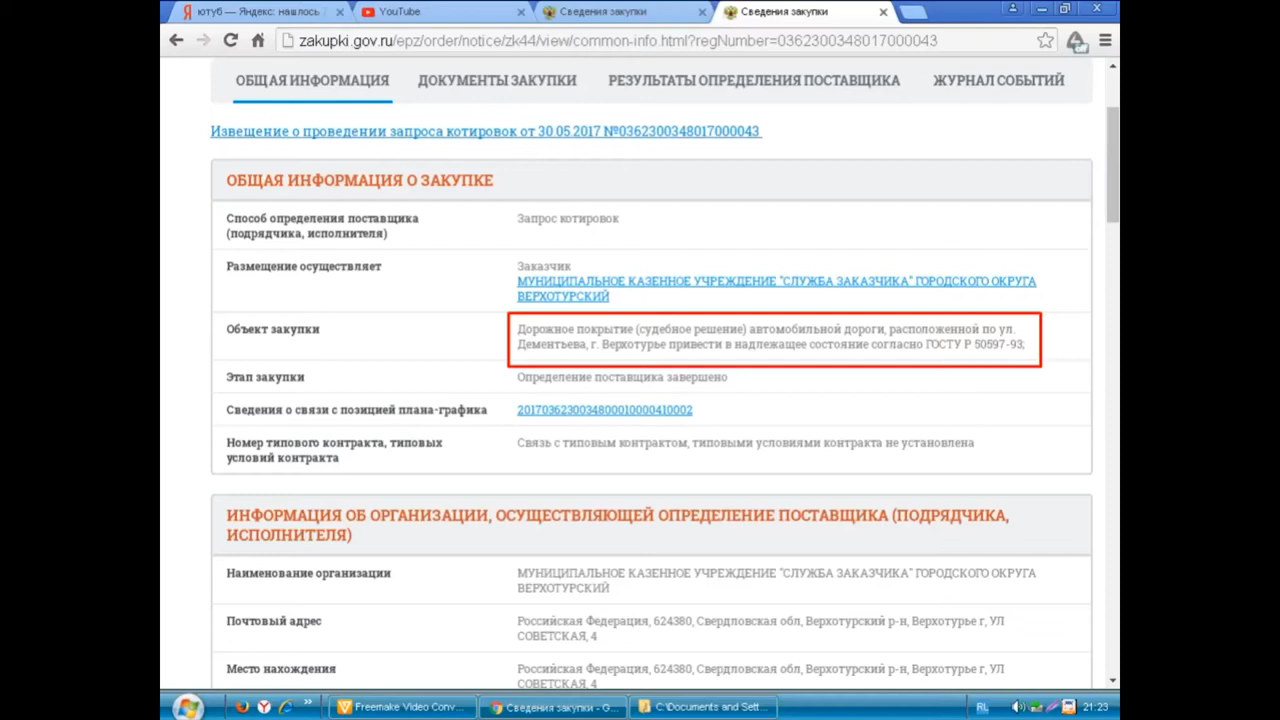 ютуб — Яндекс: нашлось
YouTube
Сведения закупки
Сведения закупки
zakupki.gov.ru/epz/order/notice/zk44/view/common-info.html?regNumber=0362300348017000043
ОБЩАЯ ИНФОРМАЦИЯ
ДОКУМЕНТЫ ЗАКУПКИ
РЕЗУЛЬТАТЫ ОПРЕДЕЛЕНИЯ ПОСТАВЩИКА
ЖУРНАЛ СОБЫТИЙ
Извещение о проведении запроса котировок от 30.05.2017 №0362300348017000043
ОБЩАЯ ИНФОРМАЦИЯ О ЗАКУПКЕ
Способ определения поставщика
(подрядчика, исполнителя)
Запрос котировок
Размещение осуществляет
Заказчик
МУНИЦИПАЛЬНОЕ КАЗЕННОЕ УЧРЕЖДЕНИЕ "СЛУЖБА ЗАКАЗЧИКА" ГОРОДСКОГО ОКРУГА
ВЕРХОТУРСКИЙ
Объект закупки
Дорожное покрытие (судебное решение) автомобильной дороги, расположенной по ул.
Дементьева, г. Верхотурье привести в надлежащее состояние согласно ГОСТУ Р 50597-93;
Этап закупки
Определение поставщика завершено
Сведения о связи с позицией плана-графика
2017036230034800010000410002
Номер типового контракта, типовых
условий контракта
Связь с типовым контрактом, типовыми условиями контракта не установлена
ИНФОРМАЦИЯ ОБ ОРГАНИЗАЦИИ, ОСУЩЕСТВЛЯЮЩЕЙ ОПРЕДЕЛЕНИЕ ПОСТАВЩИКА (ПОДРЯДЧИКА,
ИСПОЛНИТЕЛЯ)
Наименование организации
МУНИЦИПАЛЬНОЕ КАЗЕННОЕ УЧРЕЖДЕНИЕ "СЛУЖБА ЗАКАЗЧИКА" ГОРОДСКОГО ОКРУГА
ВЕРХОТУРСКИЙ
Почтовый адрес
Российская Федерация, 624380, Свердловская обл, Верхотурский р-н, Верхотурье г, УЛ
СОВЕТСКАЯ, 4
Место нахождения
Российская Федерация, 624380, Свердловская обл, Верхотурский р-н, Верхотурье г, УЛ
СОВЕТСКАЯ, 4
Freemake Video Conv...
Сведения закупки - G...
C:\Documents and Sett...
RL
21:23